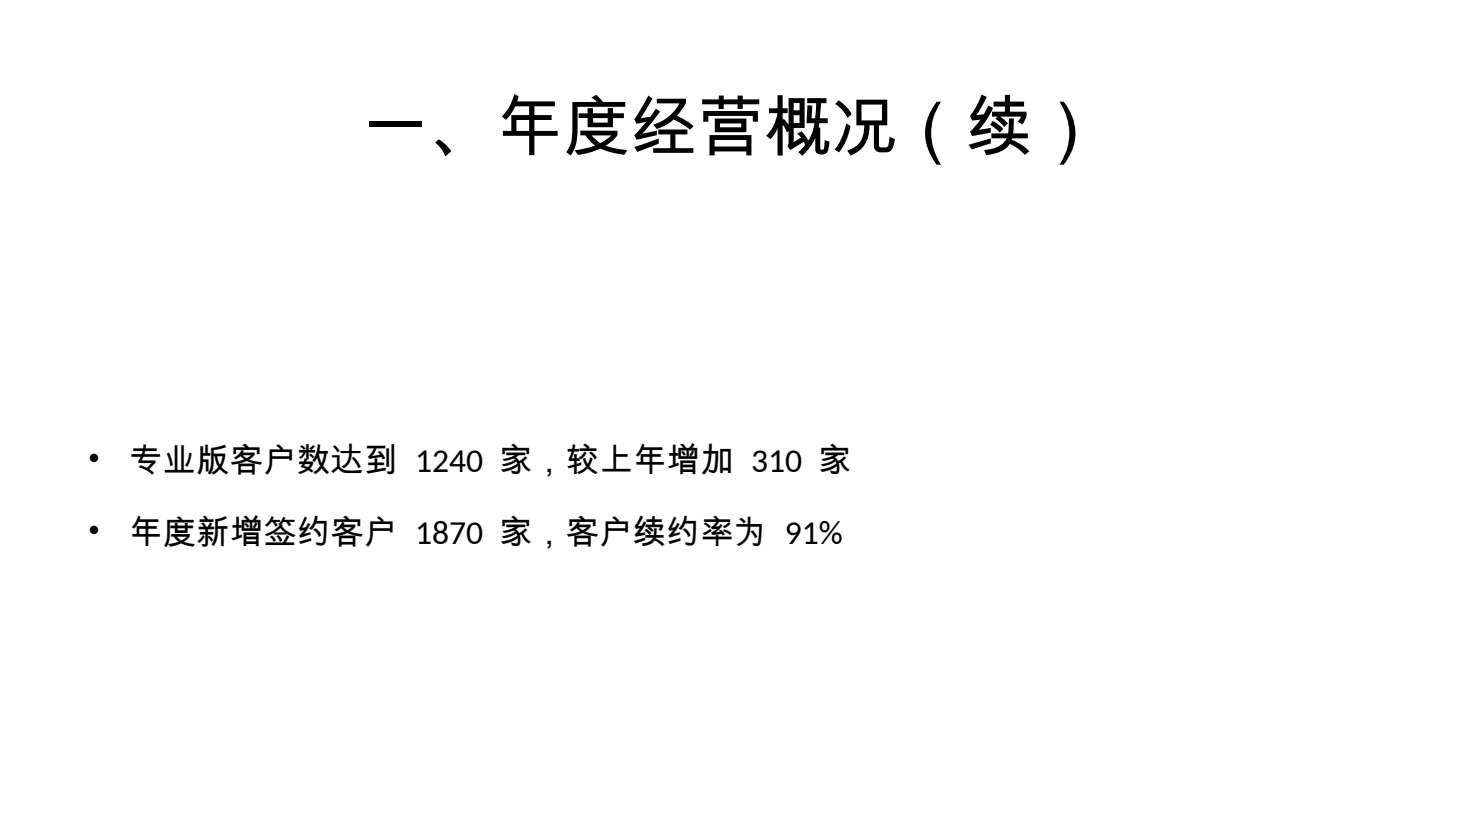 一、年度经营概况（续）
• 专业版客户数达到 1240 家，较上年增加 310 家
• 年度新增签约客户 1870 家，客户续约率为 91%